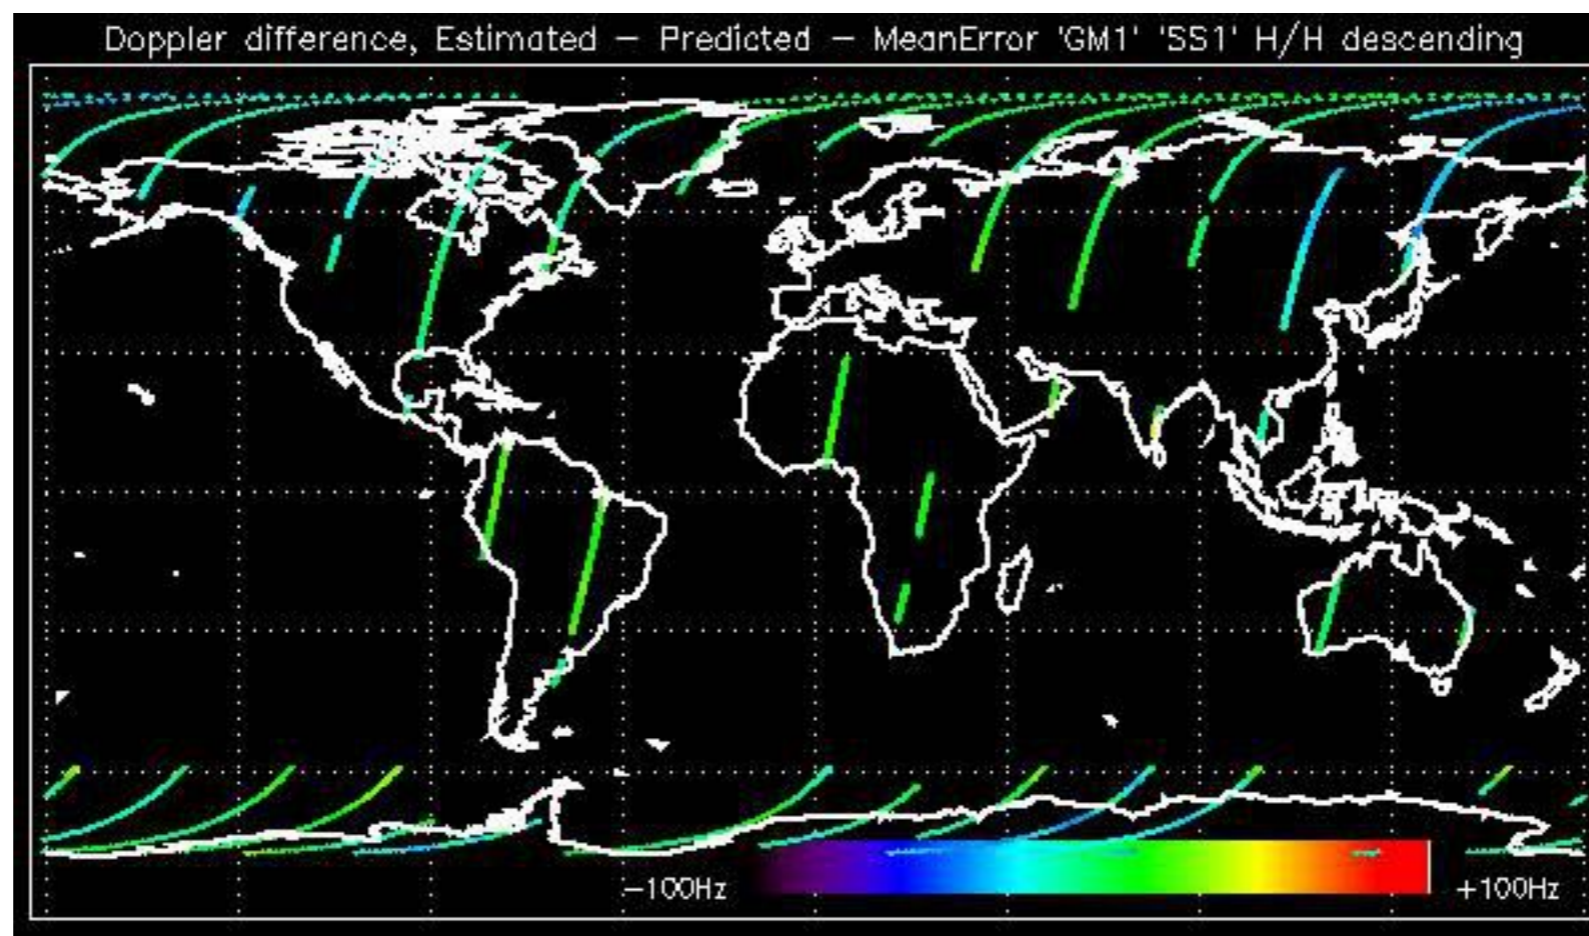 Doppler difference, Estimated – Predicted – MeanError 'GM1' 'SS1' H/H descending
-100Hz +100Hz